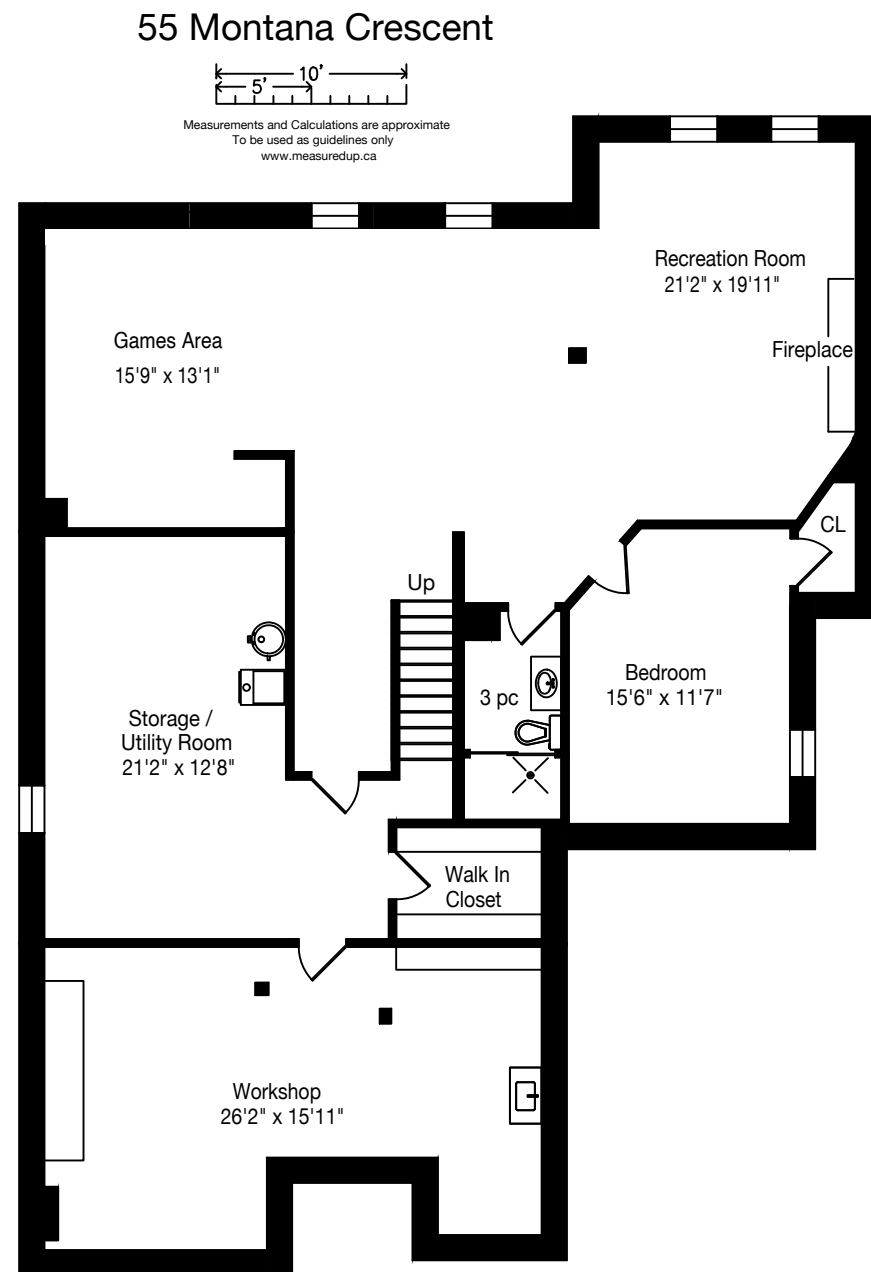 55 Montana Crescent
10'
5'
Measurements and Calculations are approximate
To be used as guidelines only
www.measuredup.ca
Recreation Room
21'2" x 19'11"
Games Area
15'9" x 13'1"
Fireplace
CL
Up
Bedroom
15'6" x 11'7"
3 pc
Storage /
Utility Room
21'2" x 12'8"
Walk In
Closet
Workshop
26'2" x 15'11"